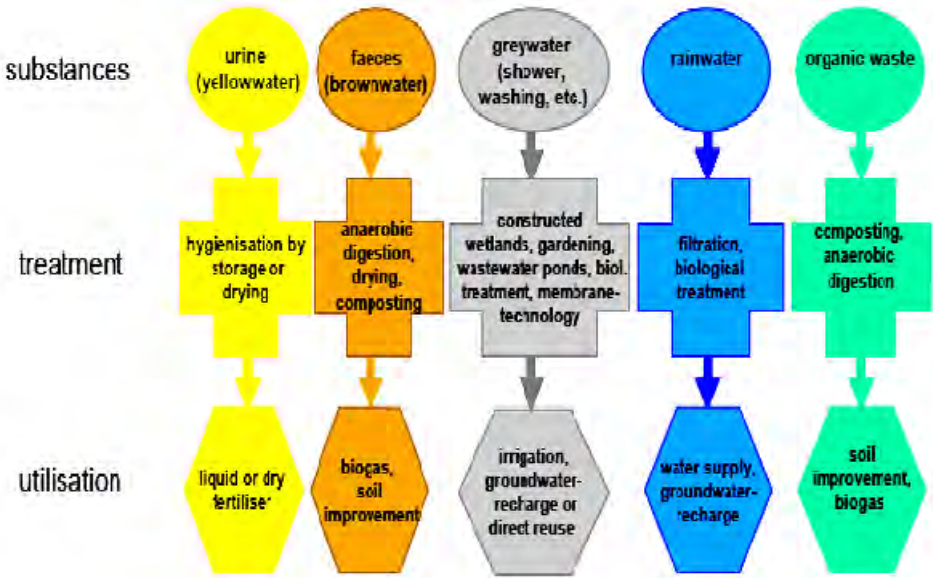 substances
urine
(yellowwater)
faeces
(brownwater)
greywater
(shower,
washing, etc.)
rainwater
organic waste
treatment
hygienisation by
storage or
drying
anaerobic
digestion,
drying,
composting
constructed
wetlands, gardening,
wastewater ponds, biol.
treatment, membrane-
technology
filtration,
biological
treatment
composting,
anaerobic
digestion
utilisation
liquid or dry
fertiliser
biogas,
soil
improvement
irrigation,
groundwater-
recharge or
direct reuse
water supply,
groundwater-
recharge
soil
improvement,
biogas